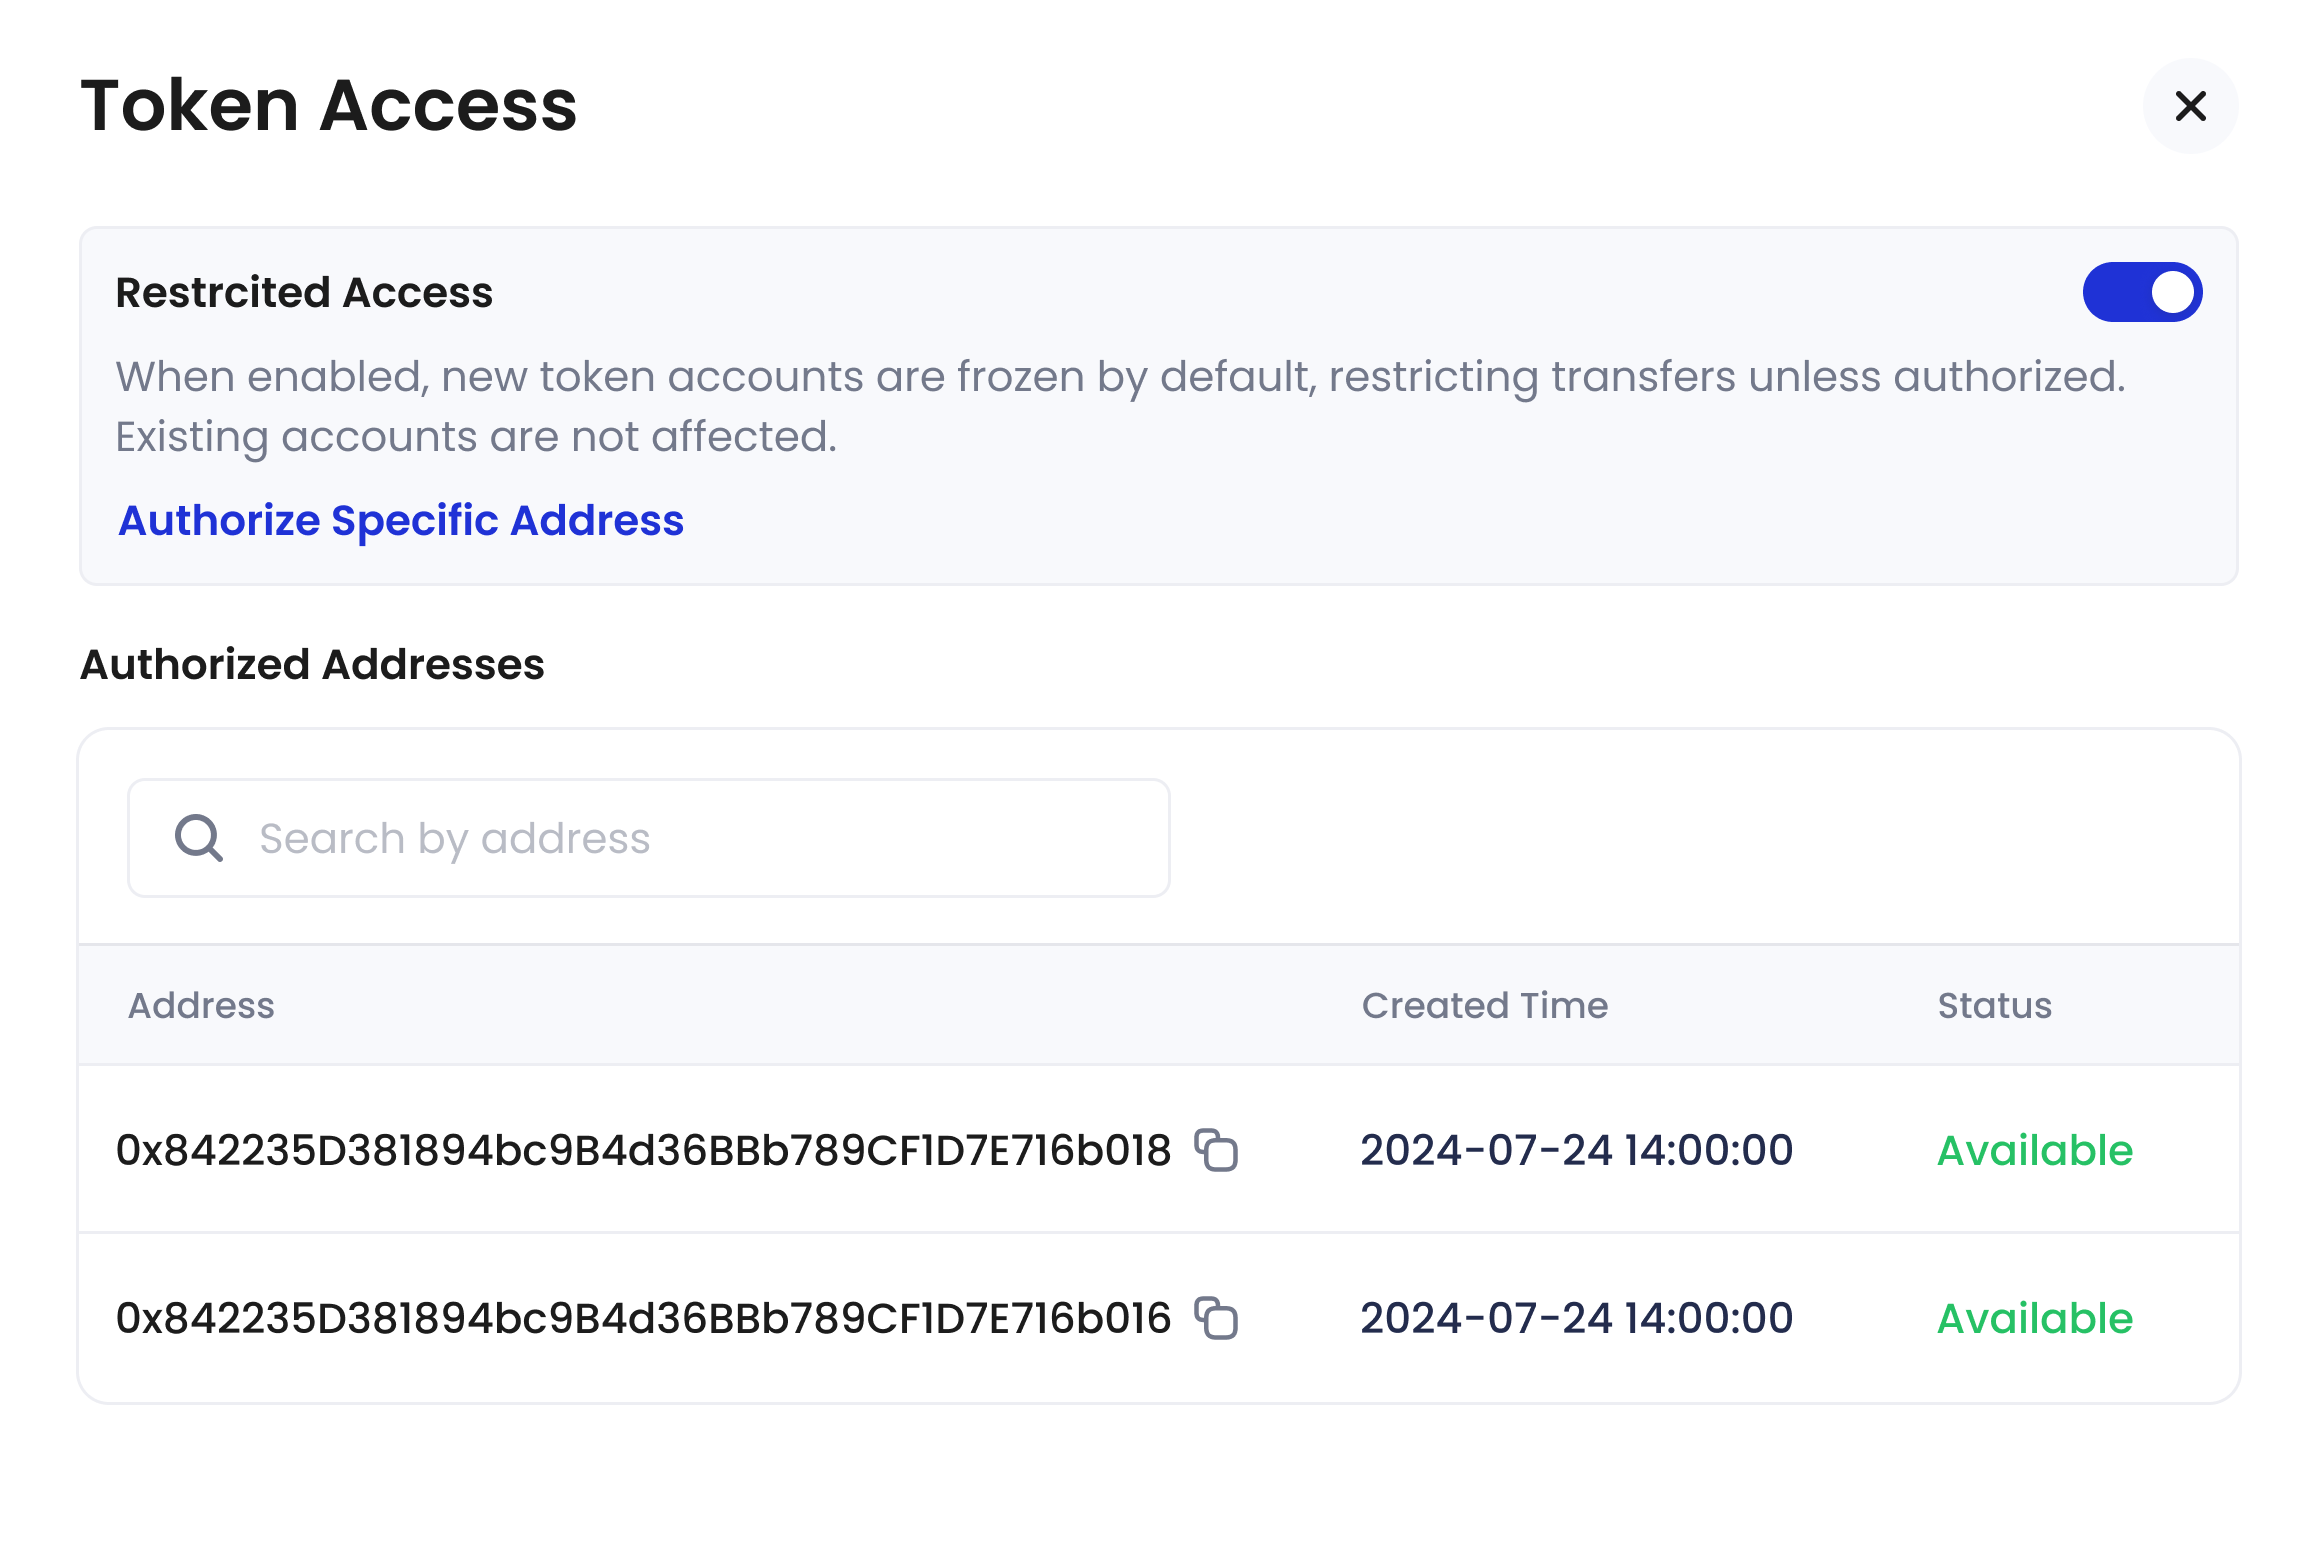 Token Access
Restrcited Access
When enabled, new token accounts are frozen by default, restricting transfers unless authorized.
Existing accounts are not affected.
Authorize Specific Address
Authorized Addresses
Search by address
Address Created Time Status
0x842235D381894bc9B4d36BBb789CF1D7E716b018 2024-07-24 14:00:00 Available
0x842235D381894bc9B4d36BBb789CF1D7E716b016 2024-07-24 14:00:00 Available